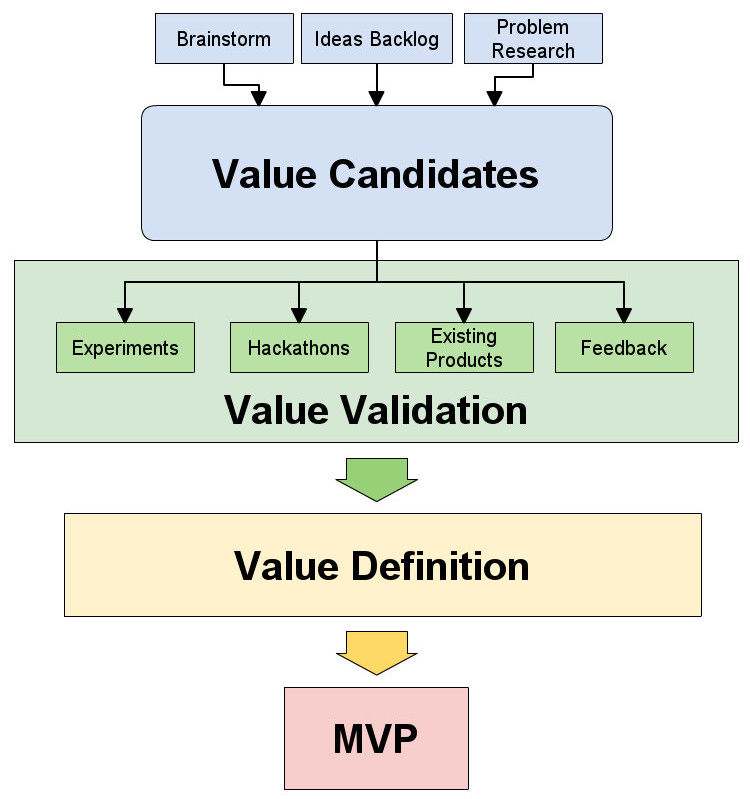 Brainstorm
Ideas Backlog
Problem
Research
Value Candidates
Experiments
Hackathons
Existing
Products
Feedback
Value Validation
Value Definition
MVP